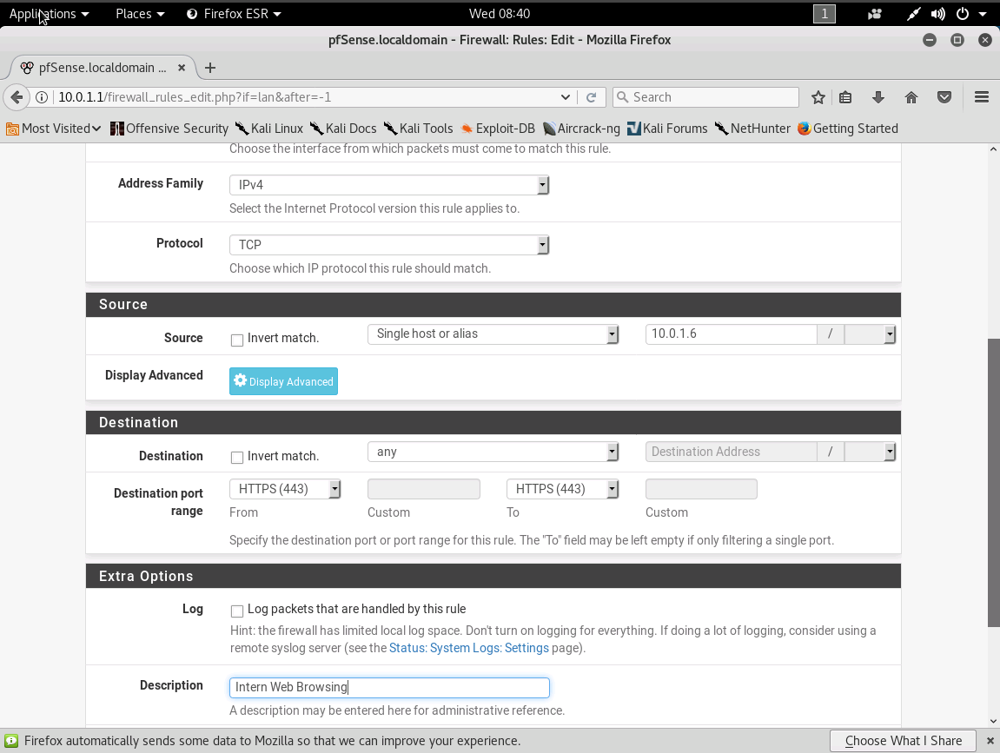 Applications Places Firefox ESR Wed 08:40 1
pfSense.localdomain - Firewall: Rules: Edit - Mozilla Firefox
pfSense.localdomain ...
10.0.1.1/firewall_rules_edit.php?if=lan&after=-1 Search
Most Visited Offensive Security Kali Linux Kali Docs Kali Tools Exploit-DB Aircrack-ng Kali Forums NetHunter Getting Started
Choose the interface from which packets must come to match this rule.
Address Family IPv4
Select the Internet Protocol version this rule applies to.
Protocol TCP
Choose which IP protocol this rule should match.
Source
Source Invert match. Single host or alias 10.0.1.6 /
Display Advanced Display Advanced
Destination
Destination Invert match. any Destination Address /
Destination port range HTTPS (443) HTTPS (443)
From Custom To Custom
Specify the destination port or port range for this rule. The "To" field may be left empty if only filtering a single port.
Extra Options
Log Log packets that are handled by this rule
Hint: the firewall has limited local log space. Don't turn on logging for everything. If doing a lot of logging, consider using a
remote syslog server (see the Status: System Logs: Settings page).
Description Intern Web Browsing
A description may be entered here for administrative reference.
Firefox automatically sends some data to Mozilla so that we can improve your experience. Choose What I Share